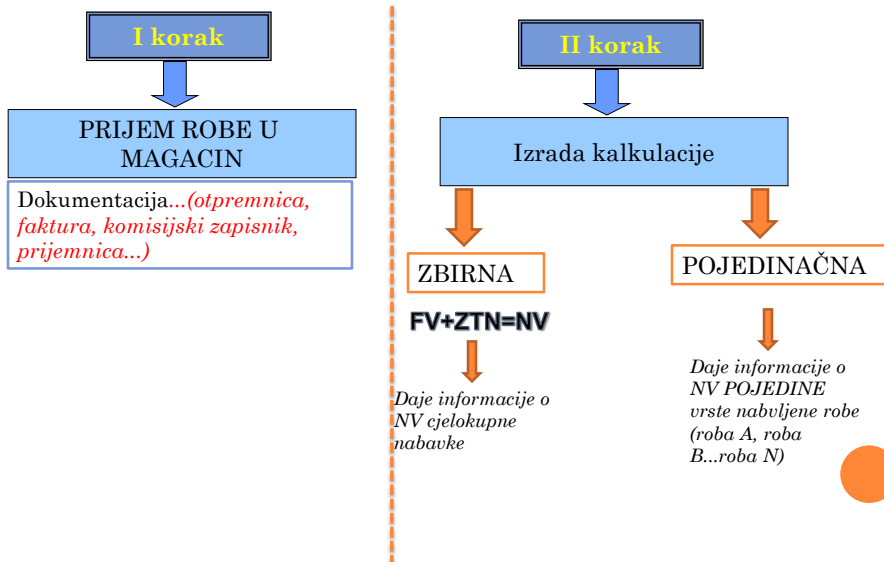 I korak
PRIJEM ROBE U
MAGACIN
Dokumentacija...(otpremnica,
faktura, komisijski zapisnik,
prijemnica...)
II korak
Izrada kalkulacije
ZBIRNA
FV+ZTN=NV
Daje informacije o
NV cjelokupne
nabavke
POJEDINAČNA
Daje informacije o
NV POJEDINE
vrste nabvljene robe
(roba A, roba
B...roba N)